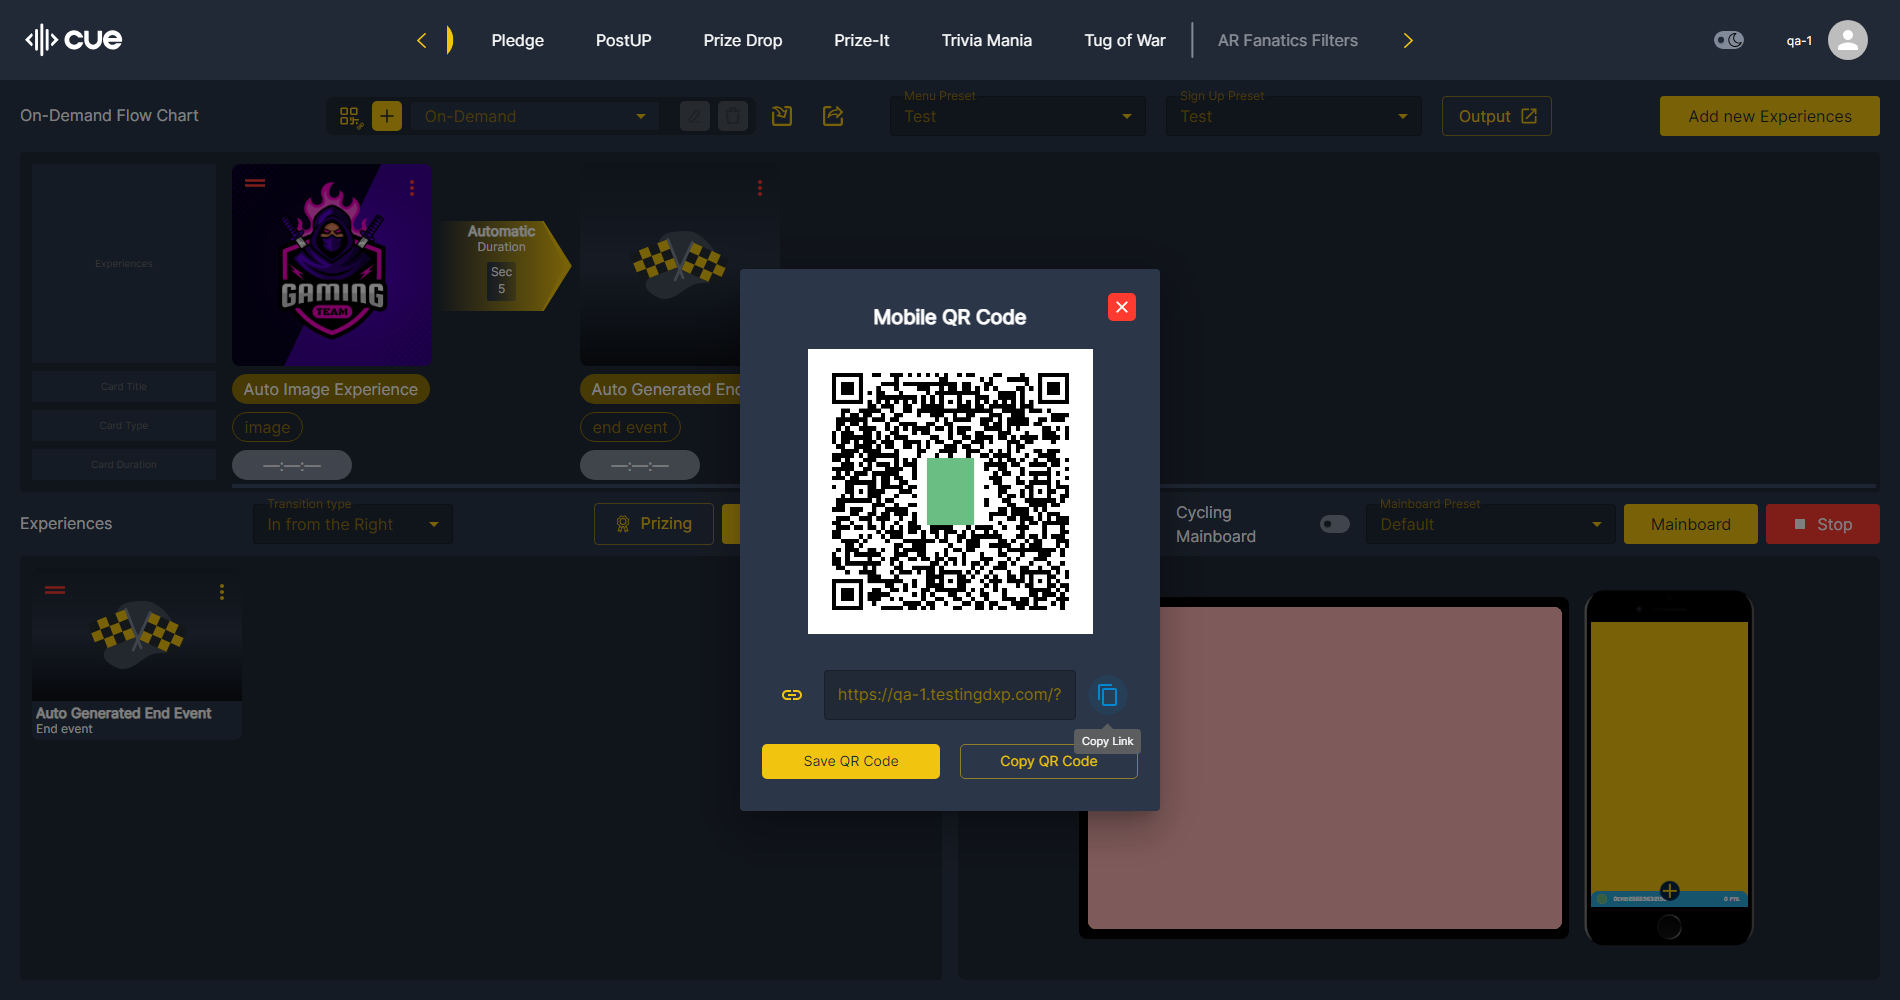 cue
Pledge
PostUP
Prize Drop
Prize-It
Trivia Mania
Tug of War
AR Fanatics Filters
qa-1
On-Demand Flow Chart
On-Demand
Menu Preset
Test
Sign Up Preset
Test
Output
Add new Experiences
Experiences
GAMING
TEAM
Automatic
Duration
Sec
5
Card Title
Auto Image Experience
Auto Generated End
Card Type
image
end event
Card Duration
—:—:—
—:—:—
Mobile QR Code
https://qa-1.testingdxp.com/?
Copy Link
Save QR Code
Copy QR Code
Experiences
Transition type
In from the Right
Prizing
Cycling
Mainboard
Mainboard Preset
Default
Mainboard
Stop
Auto Generated End Event
End event
0 PTS